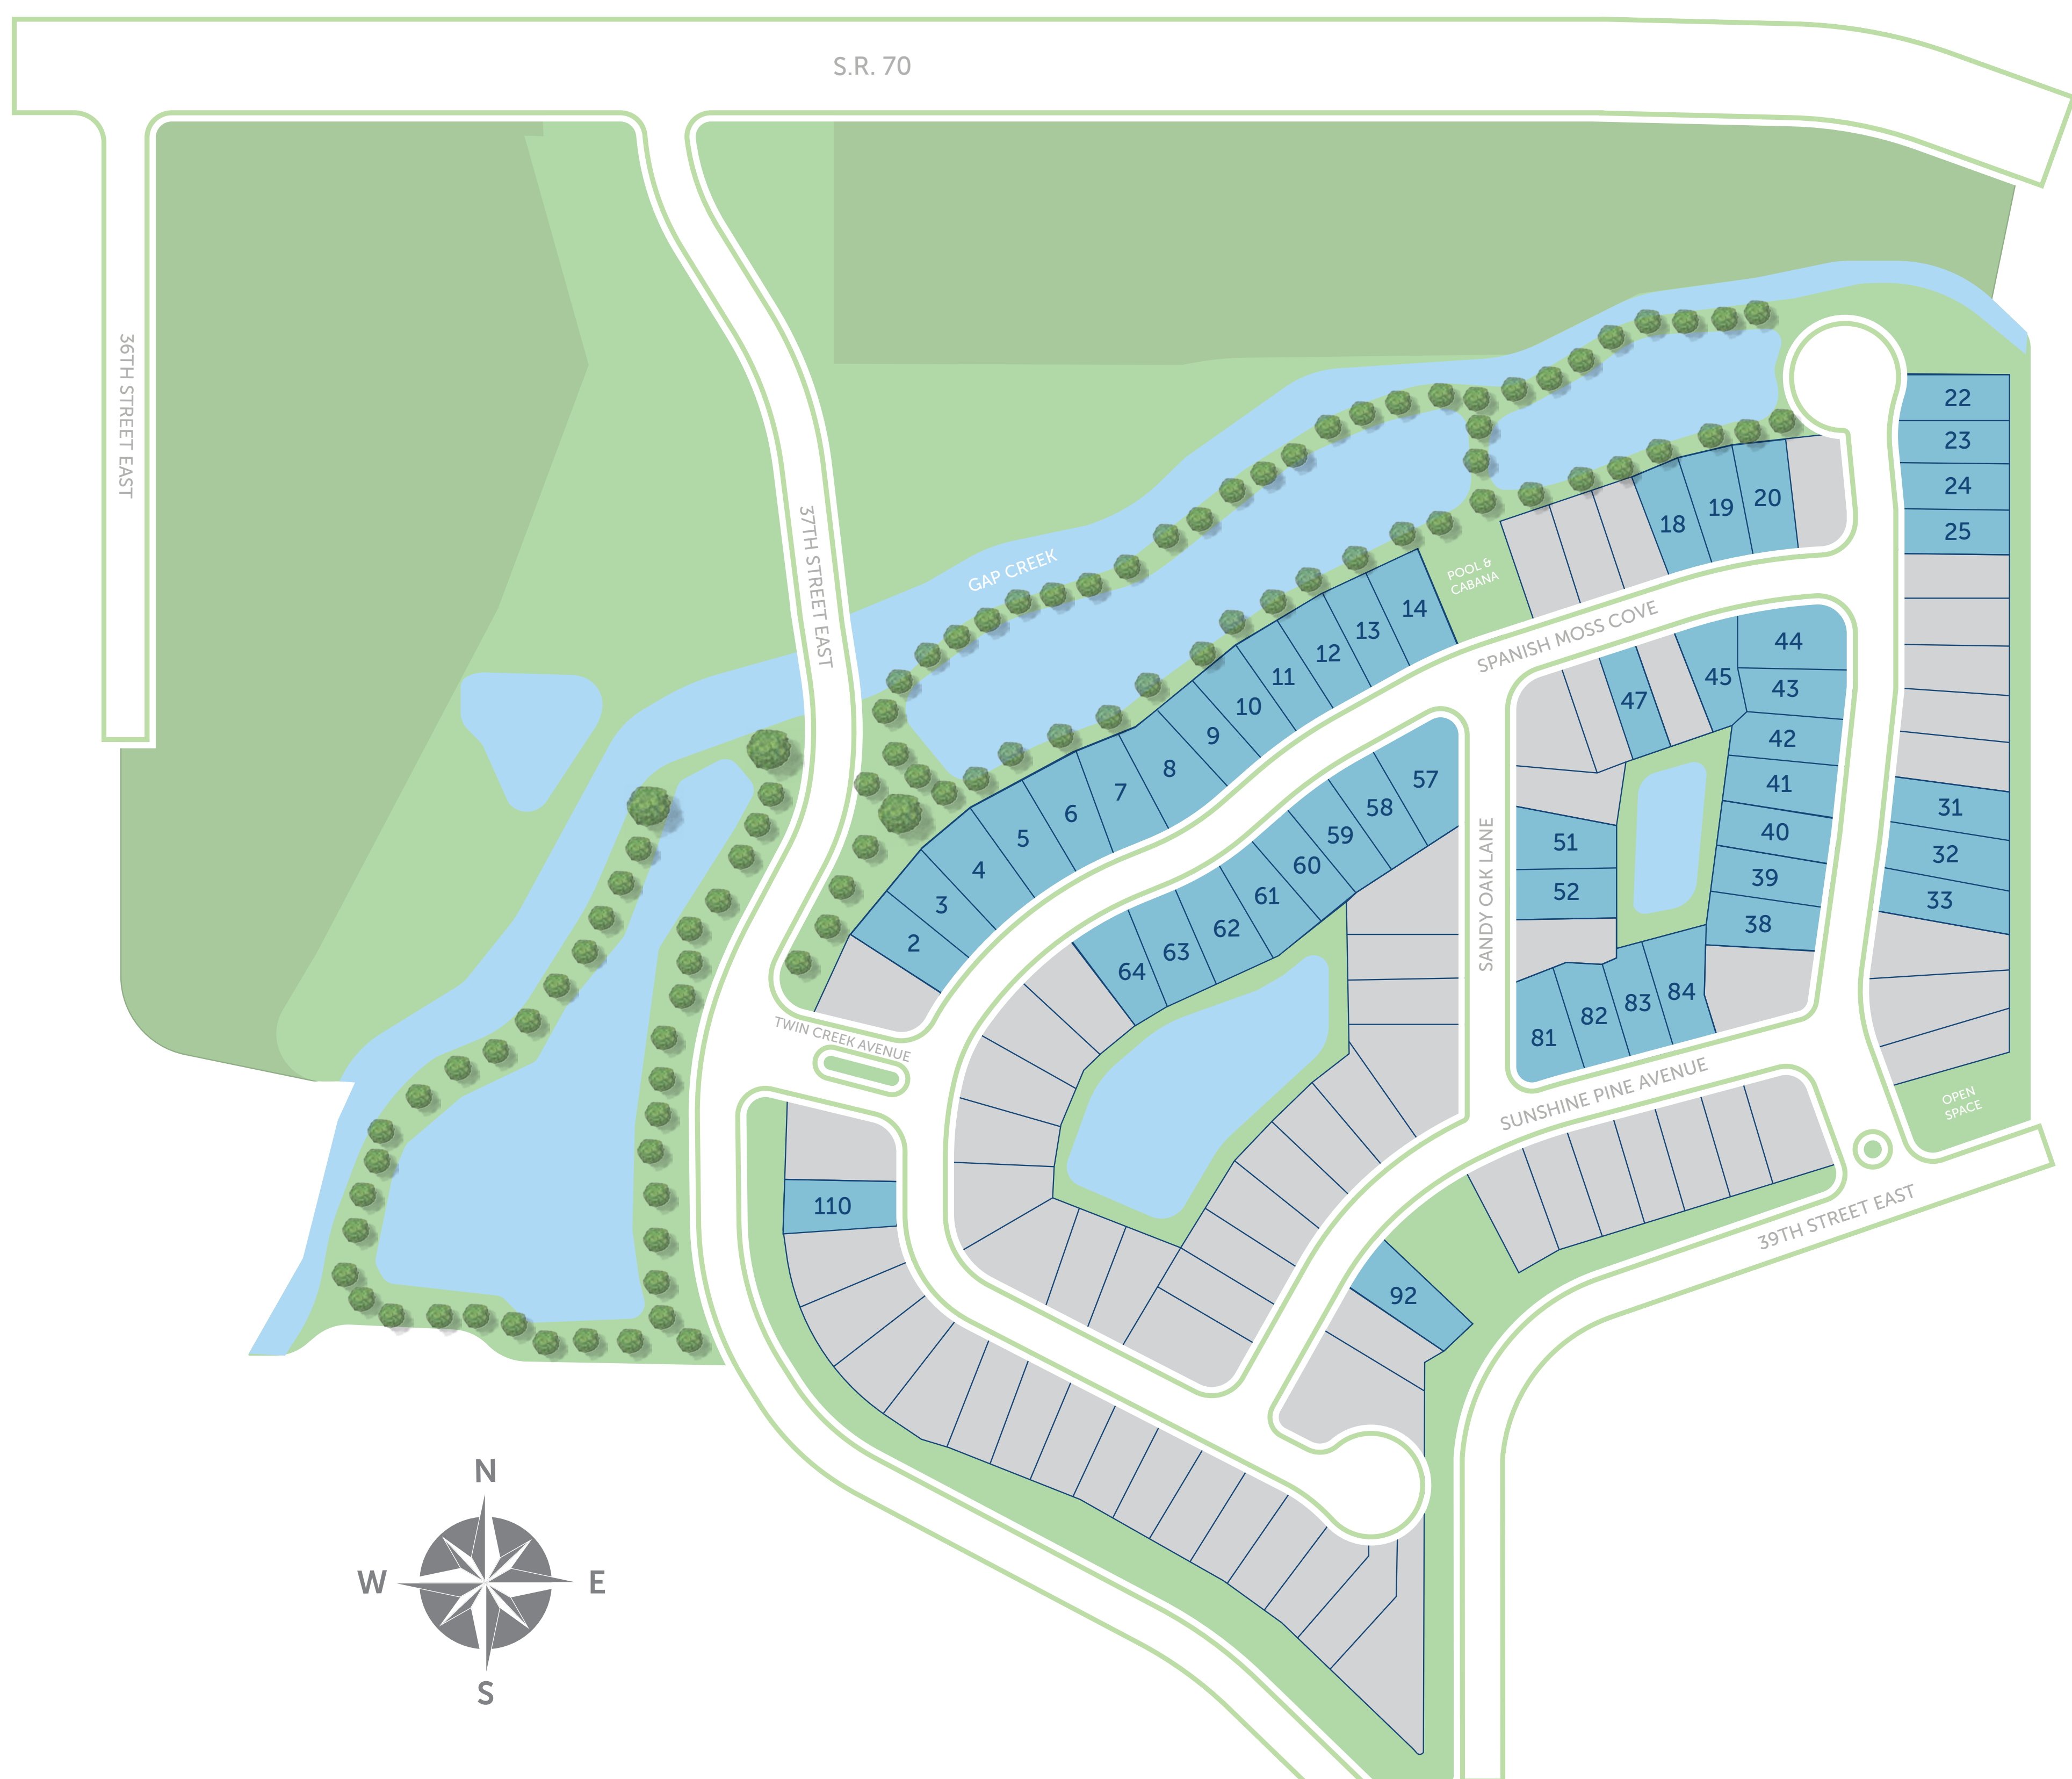 S.R. 70
36TH STREET EAST
37TH STREET EAST
GAP CREEK
POOL &
CABANA
SPANISH MOSS COVE
SANDY OAK LANE
TWIN CREEK AVENUE
SUNSHINE PINE AVENUE
39TH STREET EAST
OPEN
SPACE
2
3
4
5
6
7
8
9
10
11
12
13
14
18
19
20
22
23
24
25
31
32
33
38
39
40
41
42
43
44
45
47
51
52
57
58
59
60
61
62
63
64
81
82
83
84
92
110
N
W
E
S